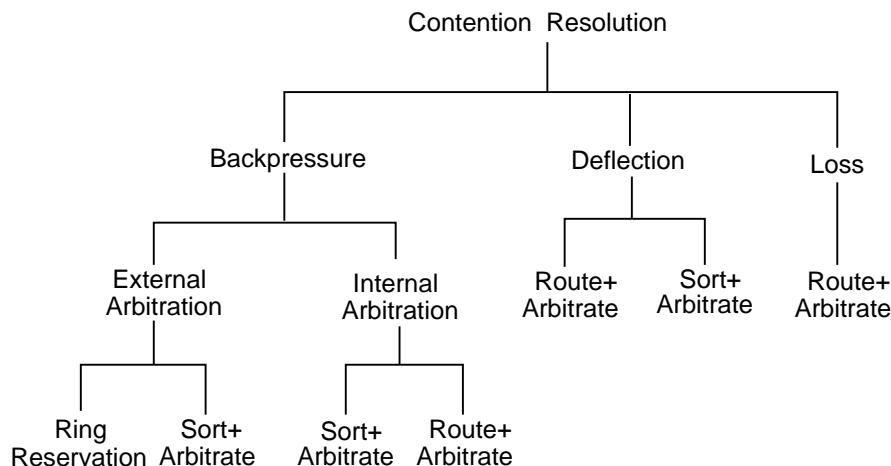 Contention Resolution
Backpressure
Deflection
Loss
External
Arbitration
Internal
Arbitration
Route+
Arbitrate
Sort+
Arbitrate
Route+
Arbitrate
Ring
Reservation
Sort+
Arbitrate
Sort+
Arbitrate
Route+
Arbitrate